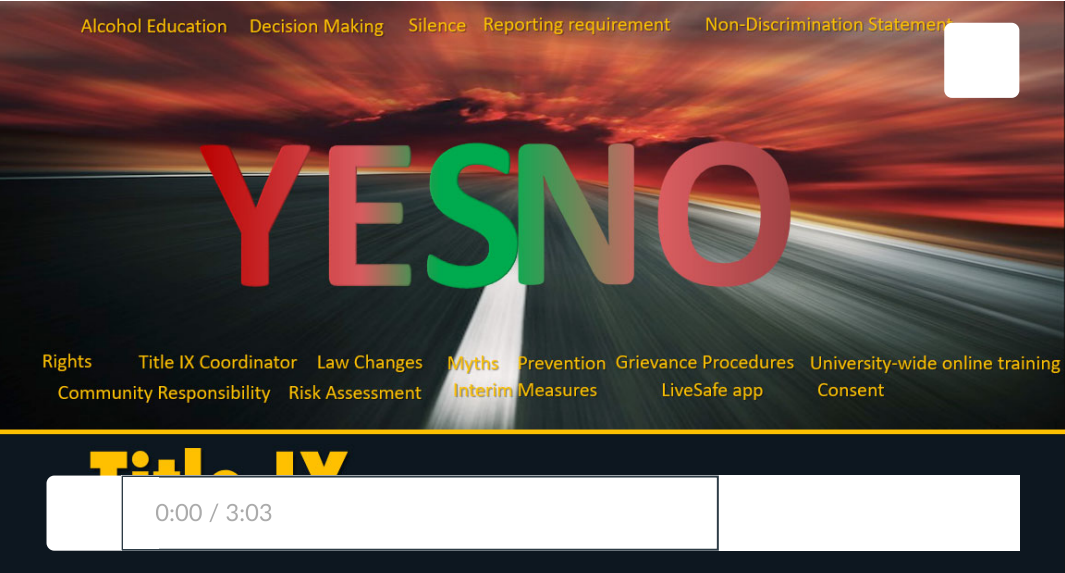 Alcohol Education Decision Making Silence Reporting requirement Non-Discrimination Statement
YESNO
Rights Title IX Coordinator Law Changes Myths Prevention Grievance Procedures University-wide online training
Community Responsibility Risk Assessment Interim Measures LiveSafe app Consent
Title IX
0:00 / 3:03